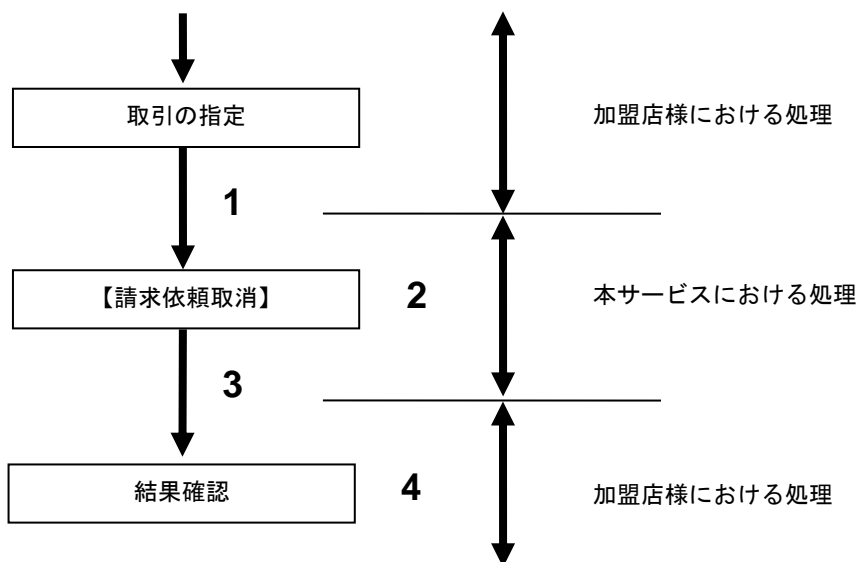 取引の指定
加盟店様における処理
1
【請求依頼取消】
2
本サービスにおける処理
3
結果確認
4
加盟店様における処理